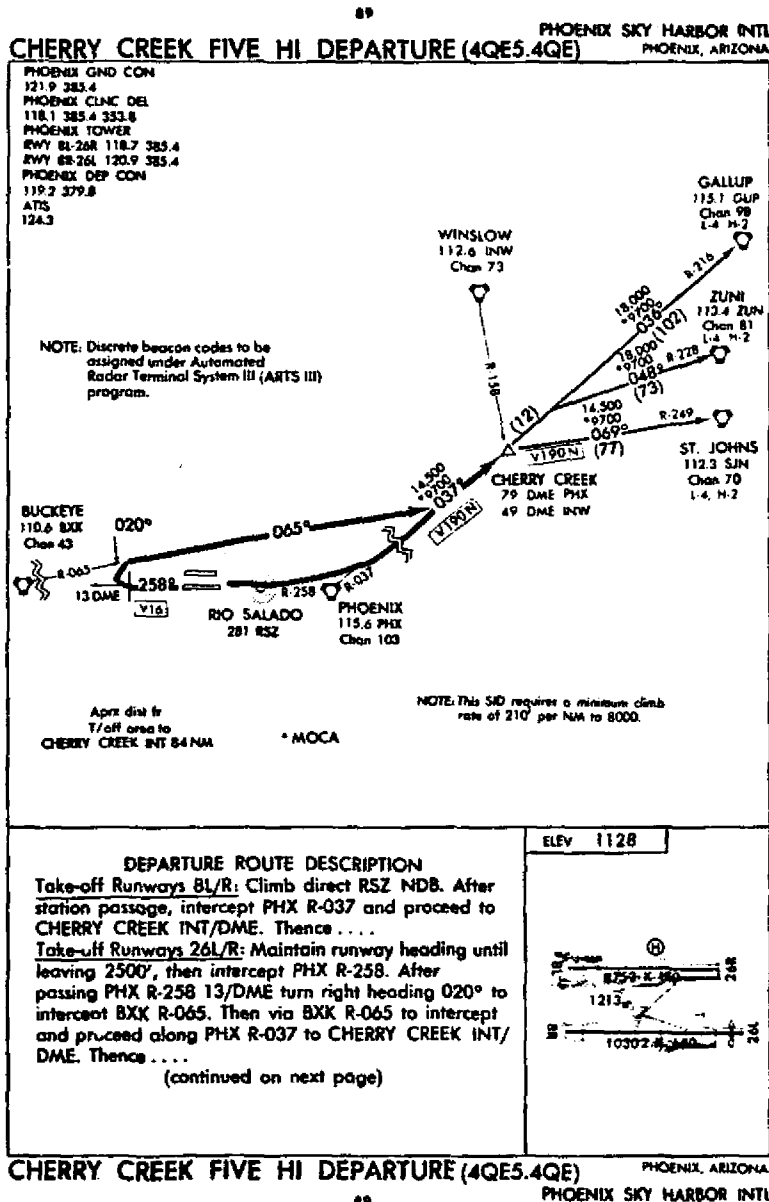 89
PHOENIX SKY HARBOR INTL
CHERRY CREEK FIVE HI DEPARTURE (4QE5.4QE)
PHOENIX, ARIZONA
PHOENIX GND CON
121.9 385.4
PHOENIX CLNC DEL
118.1 385.4 353.8
PHOENIX TOWER
RWY 8L-26R 118.7 385.4
RWY 8R-26L 120.9 385.4
PHOENIX DEP CON
119.2 379.8
ATIS
124.3
GALLUP
115.1 GUP
Chan 98
L-4 H-2
WINSLOW
112.6 INW
Chan 73
R-216
18,000
*9700
036°
(102)
ZUNI
113.4 ZUN
Chan 81
L-4 H-2
NOTE: Discrete beacon codes to be
assigned under Automated
Radar Terminal System III (ARTS III)
program.
R-158
18,000
*9700
048°
R-228
(73)
(12)
14,500
*9700
069°
R-249
V190N
(77)
ST. JOHNS
112.3 SJN
Chan 70
L-4, H-2
CHERRY CREEK
79 DME PHX
49 DME INW
14,500
*9700
037°
V190N
BUCKEYE
110.6 BXK
Chan 43
020°
065°
R-065
13 DME
258°
V16
R-258
R-037
RIO SALADO
281 RSZ
PHOENIX
115.6 PHX
Chan 103
NOTE: This SID requires a minimum climb
rate of 210' per NM to 8000.
Aprx dist fr
T/off area to
CHERRY CREEK INT 84 NM
* MOCA
DEPARTURE ROUTE DESCRIPTION
Take-off Runways 8L/R: Climb direct RSZ NDB. After
station passage, intercept PHX R-037 and proceed to
CHERRY CREEK INT/DME. Thence . . . .
Take-off Runways 26L/R: Maintain runway heading until
leaving 2500', then intercept PHX R-258. After
passing PHX R-258 13/DME turn right heading 020° to
intercept BXK R-065. Then via BXK R-065 to intercept
and proceed along PHX R-037 to CHERRY CREEK INT/
DME. Thence . . . .
(continued on next page)
ELEV 1128
H
26R
1213
8R
26L
CHERRY CREEK FIVE HI DEPARTURE (4QE5.4QE)
PHOENIX, ARIZONA
89
PHOENIX SKY HARBOR INTL